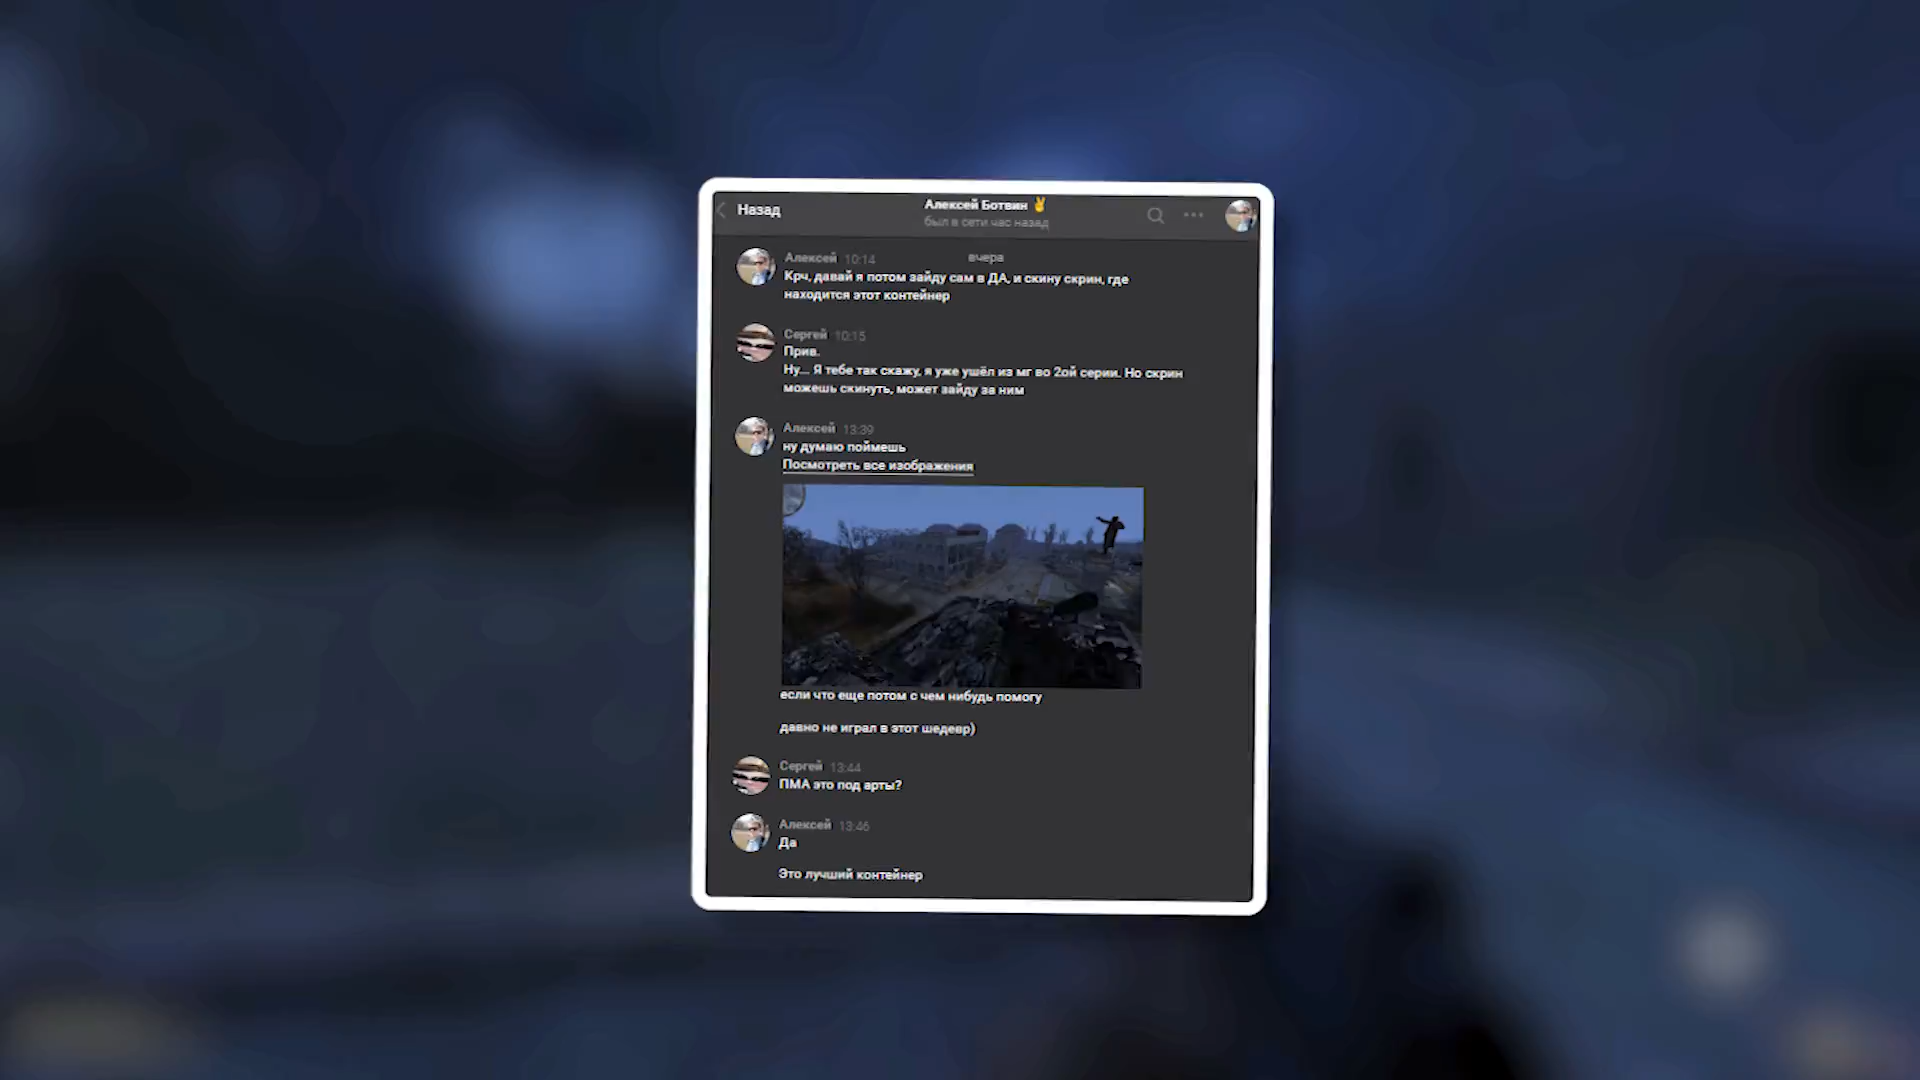 Назад
Алексей Ботвин
был в сети час назад
вчера
Алексей 10:14
Крч, давай я потом зайду сам в ДА, и скину скрин, где
находится этот контейнер
Сергей 10:15
Прив.
Ну... Я тебе так скажу, я уже ушёл из мг во 2ой серии. Но скрин
можешь скинуть, может зайду за ним
Алексей 13:39
ну думаю поймешь
Посмотреть все изображения
если что еще потом с чем нибудь помогу
давно не играл в этот шедевр)
Сергей 13:44
ПМА это под арты?
Алексей 13:46
Да
Это лучший контейнер